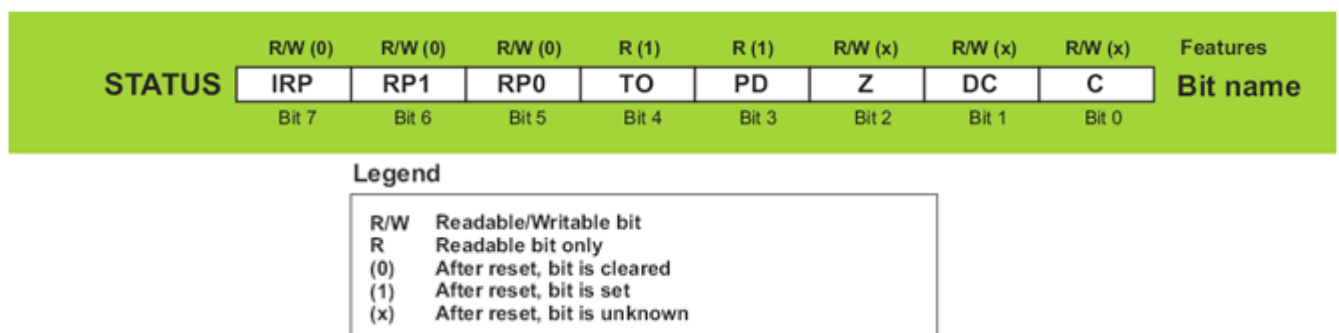 R/W (0) R/W (0) R/W (0) R (1) R (1) R/W (x) R/W (x) R/W (x) Features
STATUS IRP RP1 RP0 TO PD Z DC C Bit name
Bit 7 Bit 6 Bit 5 Bit 4 Bit 3 Bit 2 Bit 1 Bit 0
Legend
R/W Readable/Writable bit
R Readable bit only
(0) After reset, bit is cleared
(1) After reset, bit is set
(x) After reset, bit is unknown